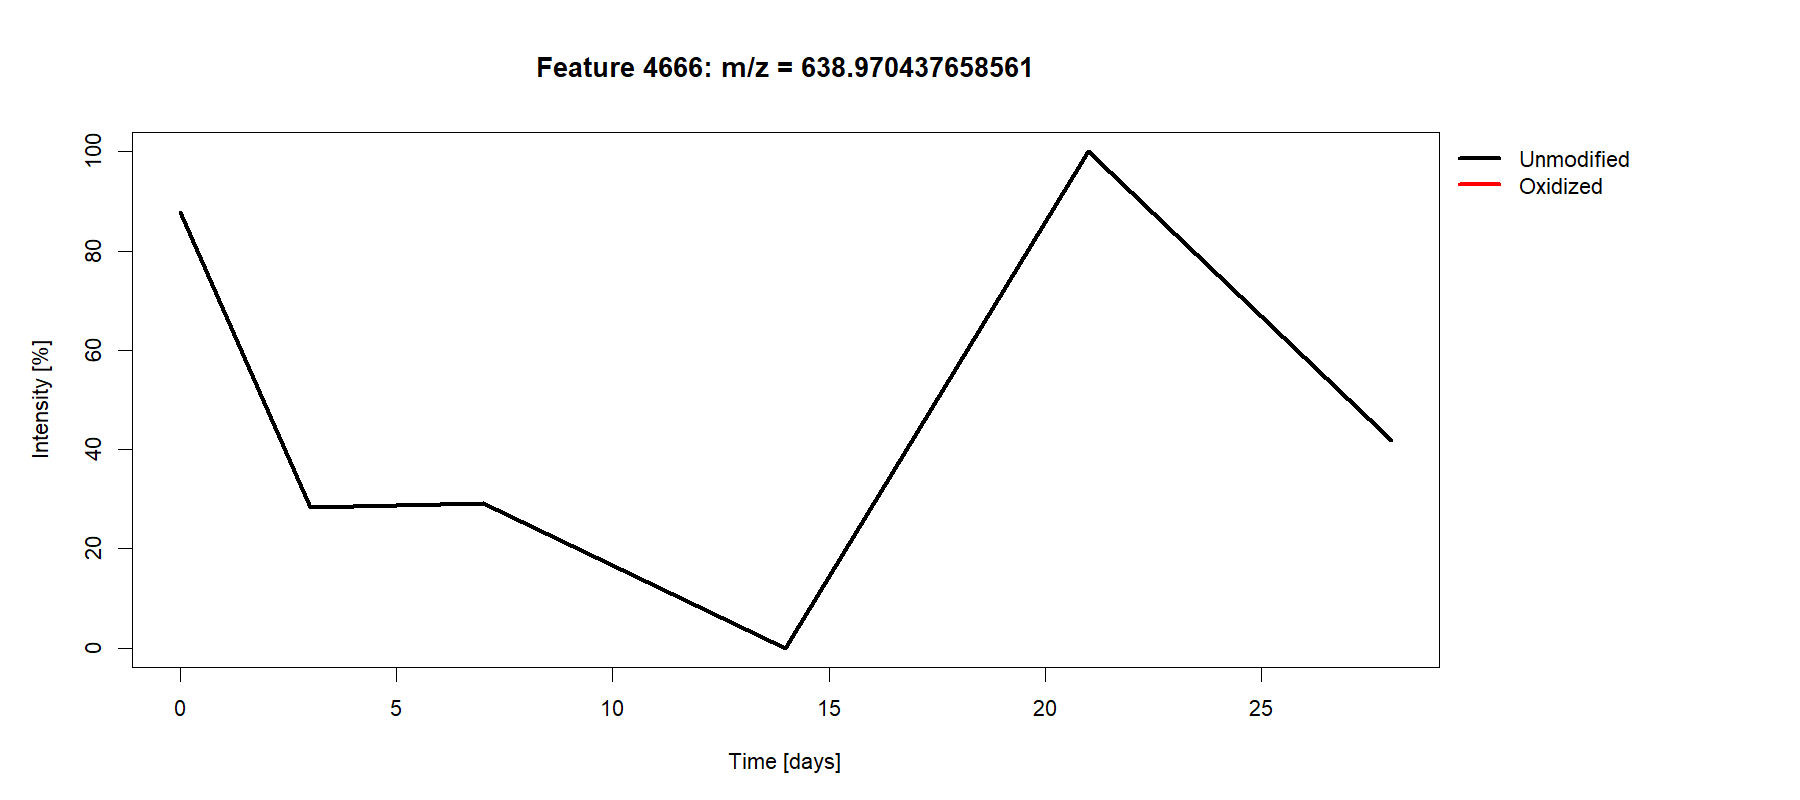 Feature 4666: m/z = 638.970437658561
Unmodified
Oxidized
Intensity [%]
100
80
60
40
20
0
0 5 10 15 20 25
Time [days]